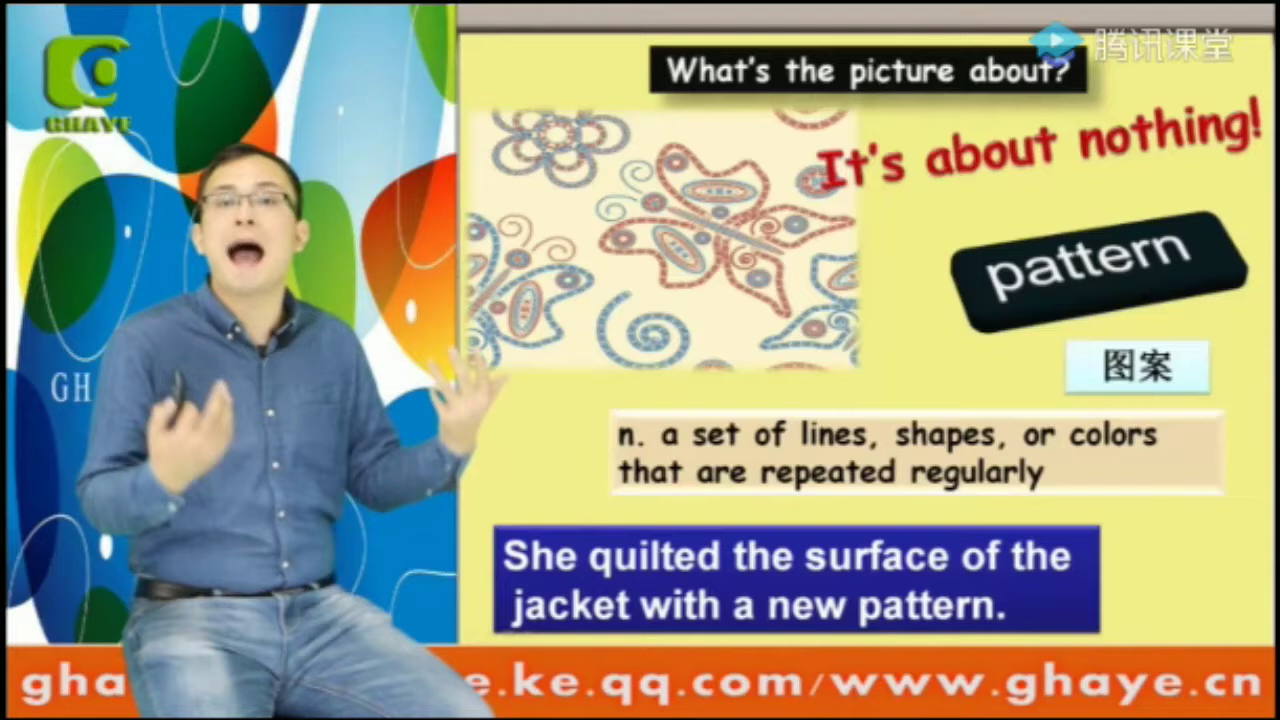 GHAYE
腾讯课堂
What's the picture about?
It's about nothing!
pattern
图案
GH
n. a set of lines, shapes, or colors
that are repeated regularly
She quilted the surface of the
jacket with a new pattern.
gha e.ke.qq.com/www.ghaye.cn